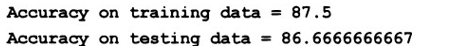 Accuracy on training data = 87.5
Accuracy on testing data = 86.6666666667